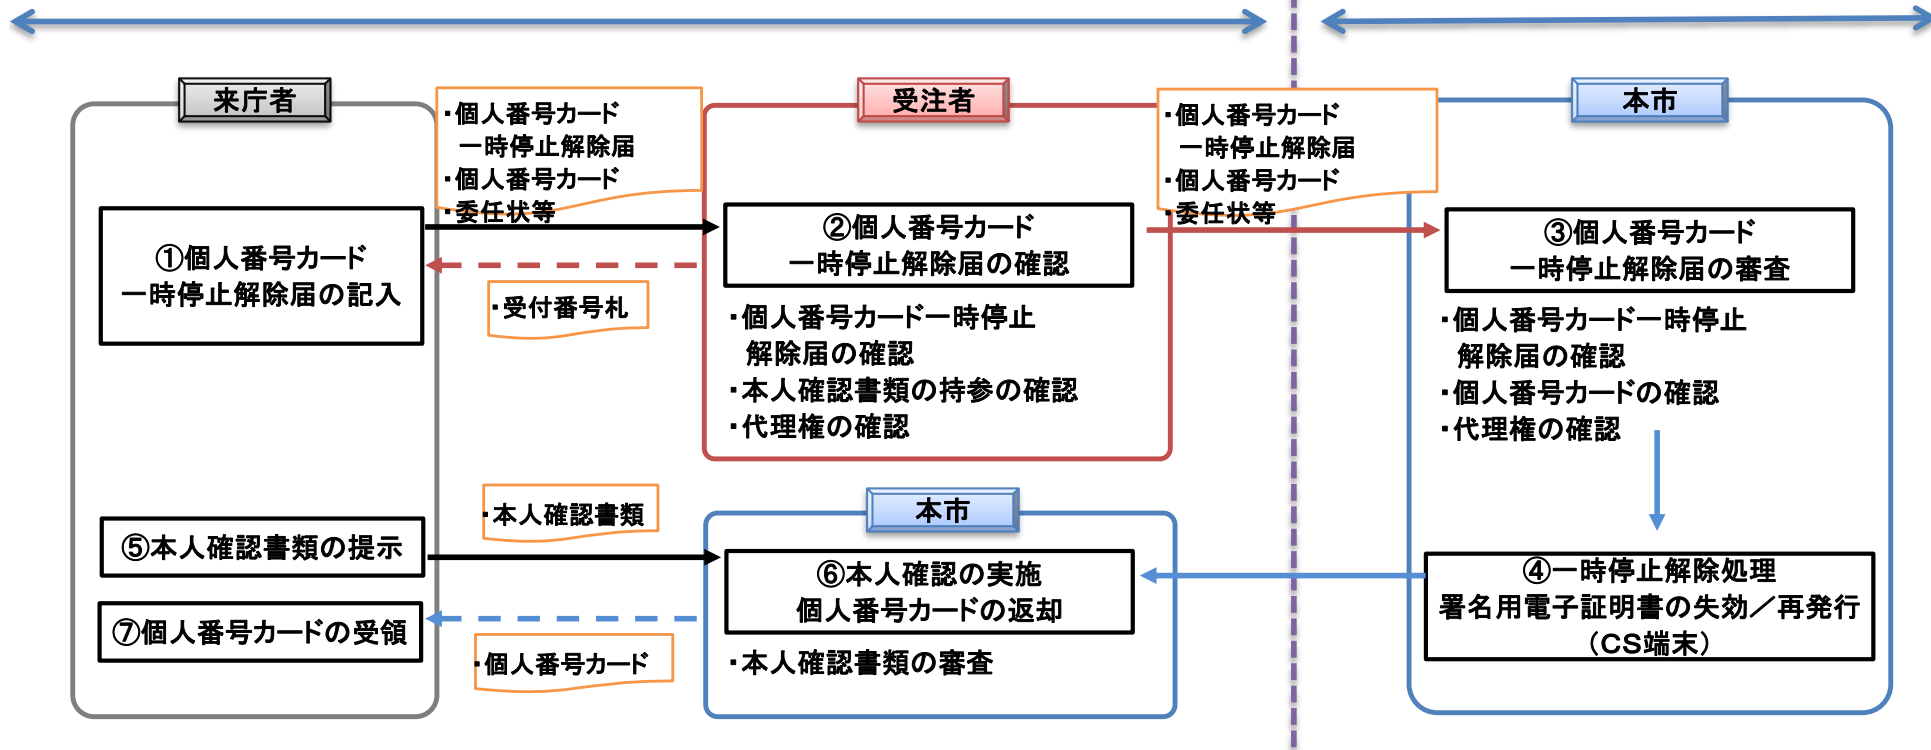 来庁者
・個人番号カード
一時停止解除届
・個人番号カード
・委任状等
受注者
・個人番号カード
一時停止解除届
・個人番号カード
・委任状等
本市
①個人番号カード
一時停止解除届の記入
・受付番号札
②個人番号カード
一時停止解除届の確認
・個人番号カード一時停止
解除届の確認
・本人確認書類の持参の確認
・代理権の確認
③個人番号カード
一時停止解除届の審査
・個人番号カード一時停止
解除届の確認
・個人番号カードの確認
・代理権の確認
⑤本人確認書類の提示
・本人確認書類
本市
⑥本人確認の実施
個人番号カードの返却
・本人確認書類の審査
④一時停止解除処理
署名用電子証明書の失効／再発行
（CS端末）
⑦個人番号カードの受領
・個人番号カード